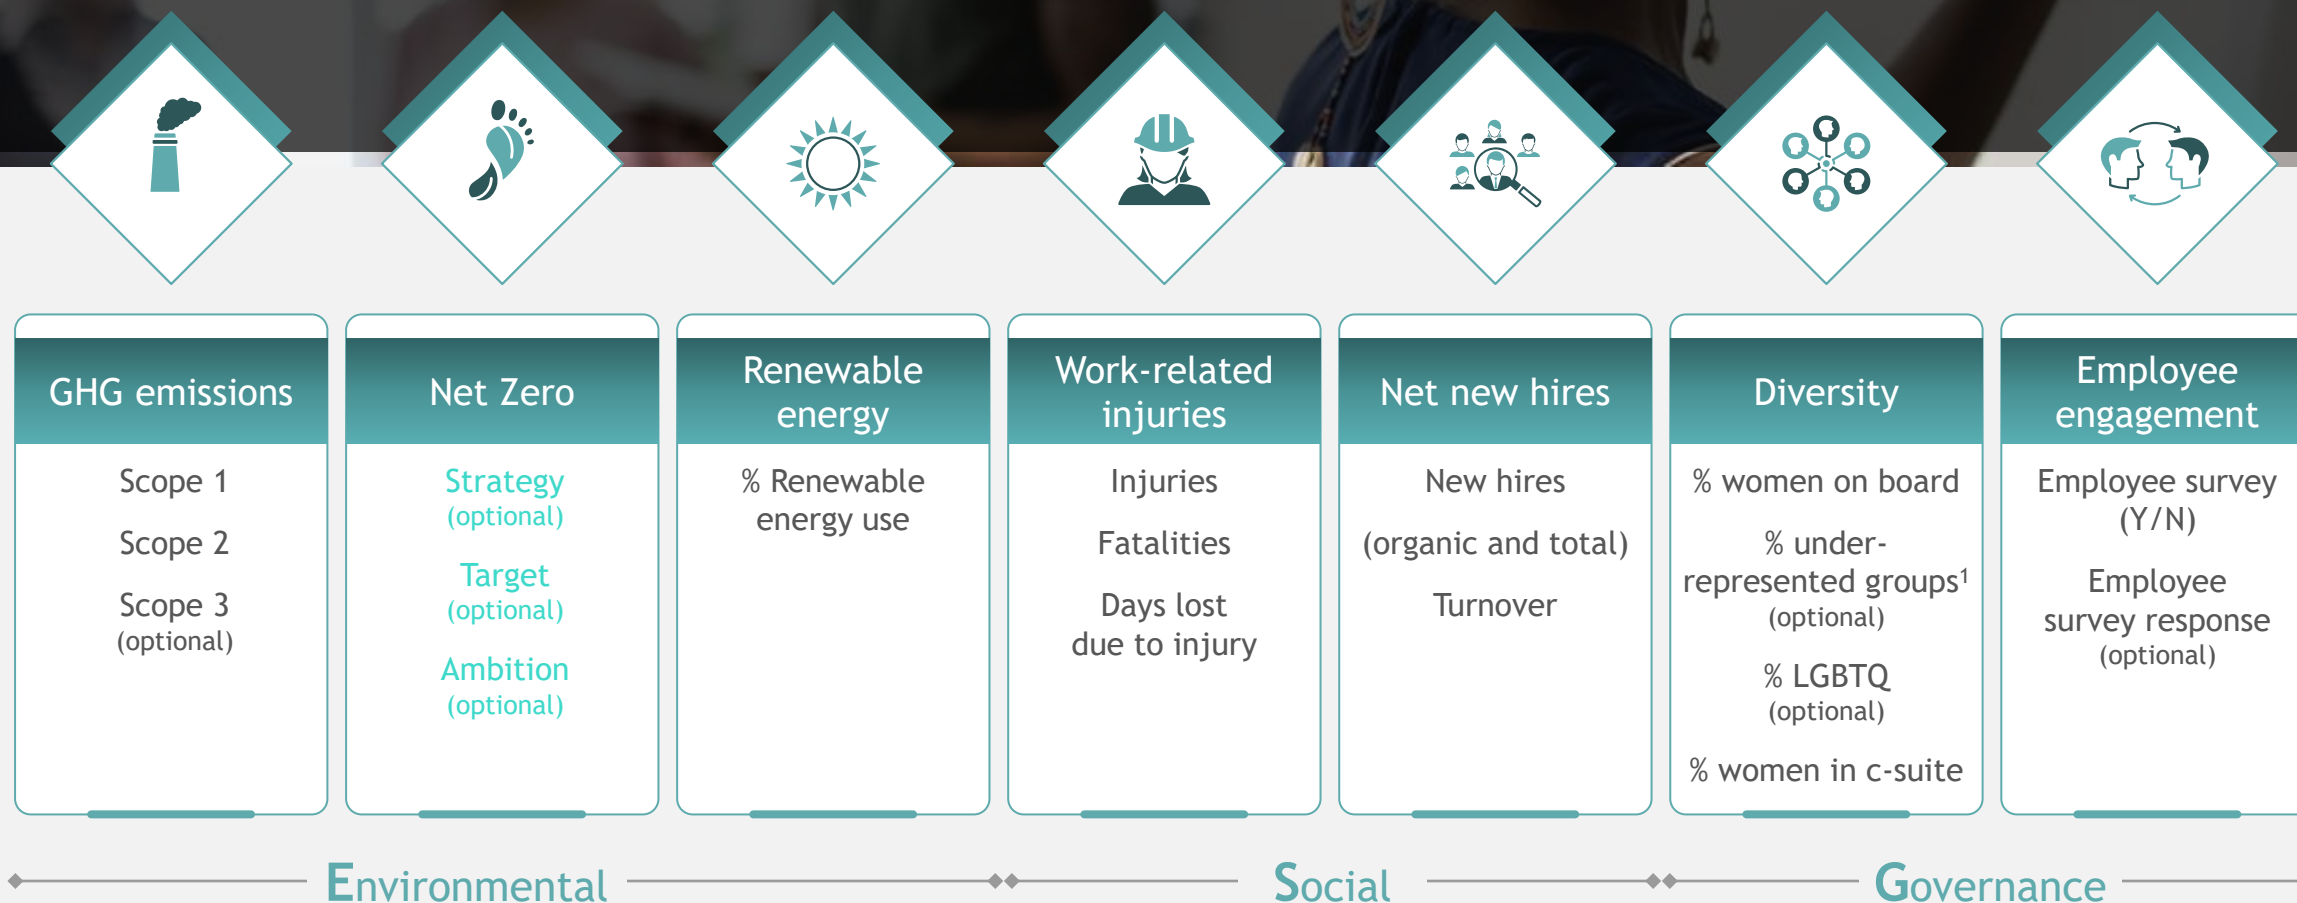 GHG emissions
Scope 1
Scope 2
Scope 3
(optional)
Net Zero
Strategy
(optional)
Target
(optional)
Ambition
(optional)
Renewable
energy
% Renewable
energy use
Work-related
injuries
Injuries
Fatalities
Days lost
due to injury
Net new hires
New hires
(organic and total)
Turnover
Diversity
% women on board
% under-
represented groups¹
(optional)
% LGBTQ
(optional)
% women in c-suite
Employee
engagement
Employee survey
(Y/N)
Employee
survey response
(optional)
Environmental
Social
Governance